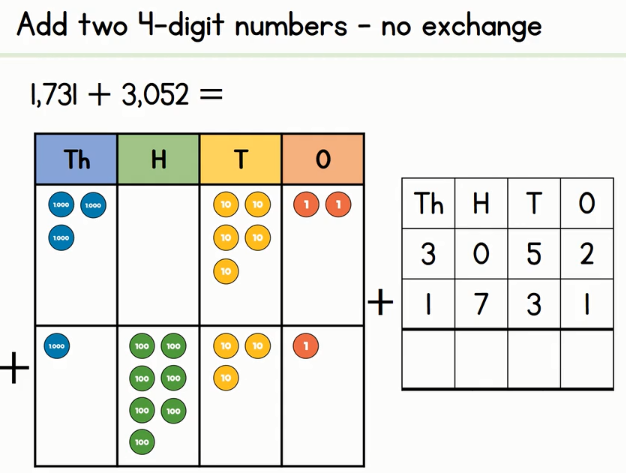 Add two 4-digit numbers - no exchange
1,731 + 3,052 =
Th H T O
1000 1000 10 10 1 1
1000 10 10
10
+
1000 100 100 10 10 1
100 100 10
100 100
100
Th H T O
3 0 5 2
+ 1 7 3 1